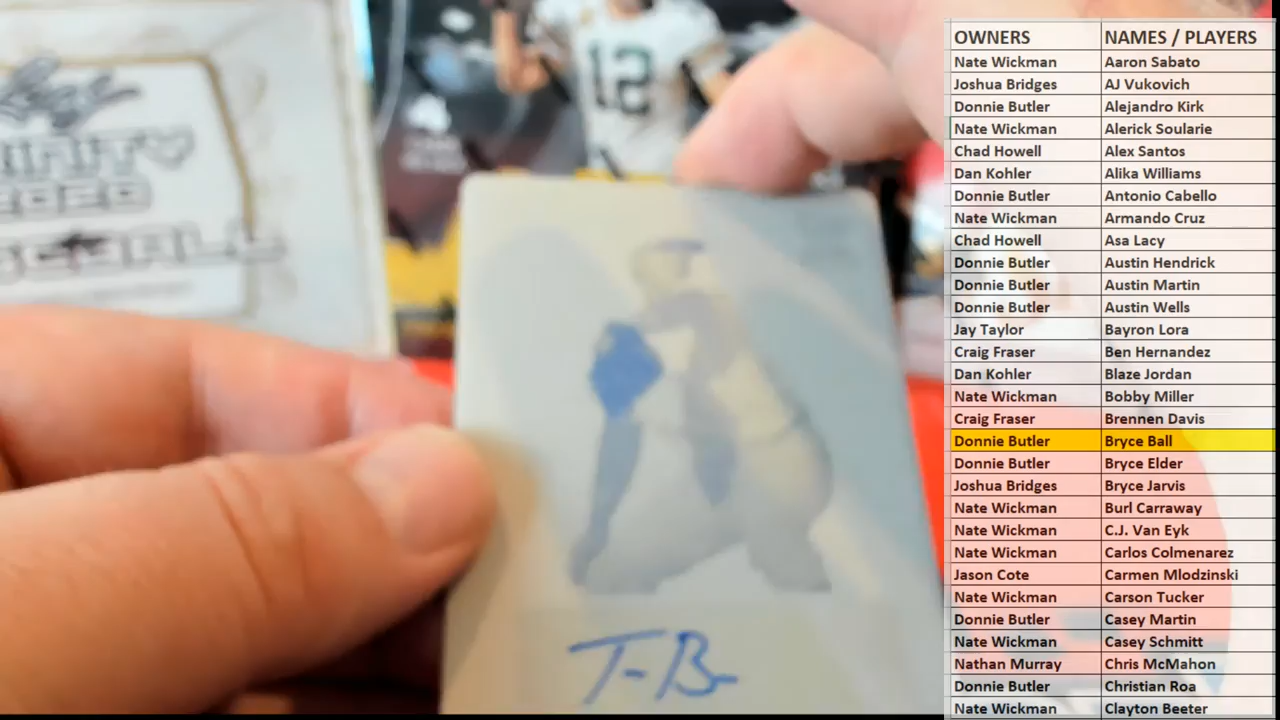 12
2020
OWNERS NAMES / PLAYERS
Nate Wickman Aaron Sabato
Joshua Bridges AJ Vukovich
Donnie Butler Alejandro Kirk
Nate Wickman Alerick Soularie
Chad Howell Alex Santos
Dan Kohler Alika Williams
Donnie Butler Antonio Cabello
Nate Wickman Armando Cruz
Chad Howell Asa Lacy
Donnie Butler Austin Hendrick
Donnie Butler Austin Martin
Donnie Butler Austin Wells
Jay Taylor Bayron Lora
Craig Fraser Ben Hernandez
Dan Kohler Blaze Jordan
Nate Wickman Bobby Miller
Craig Fraser Brennen Davis
Donnie Butler Bryce Ball
Donnie Butler Bryce Elder
Joshua Bridges Bryce Jarvis
Nate Wickman Burl Carraway
Nate Wickman C.J. Van Eyk
Nate Wickman Carlos Colmenarez
Jason Cote Carmen Mlodzinski
Nate Wickman Carson Tucker
Donnie Butler Casey Martin
Nate Wickman Casey Schmitt
Nathan Murray Chris McMahon
Donnie Butler Christian Roa
Nate Wickman Clayton Beeter